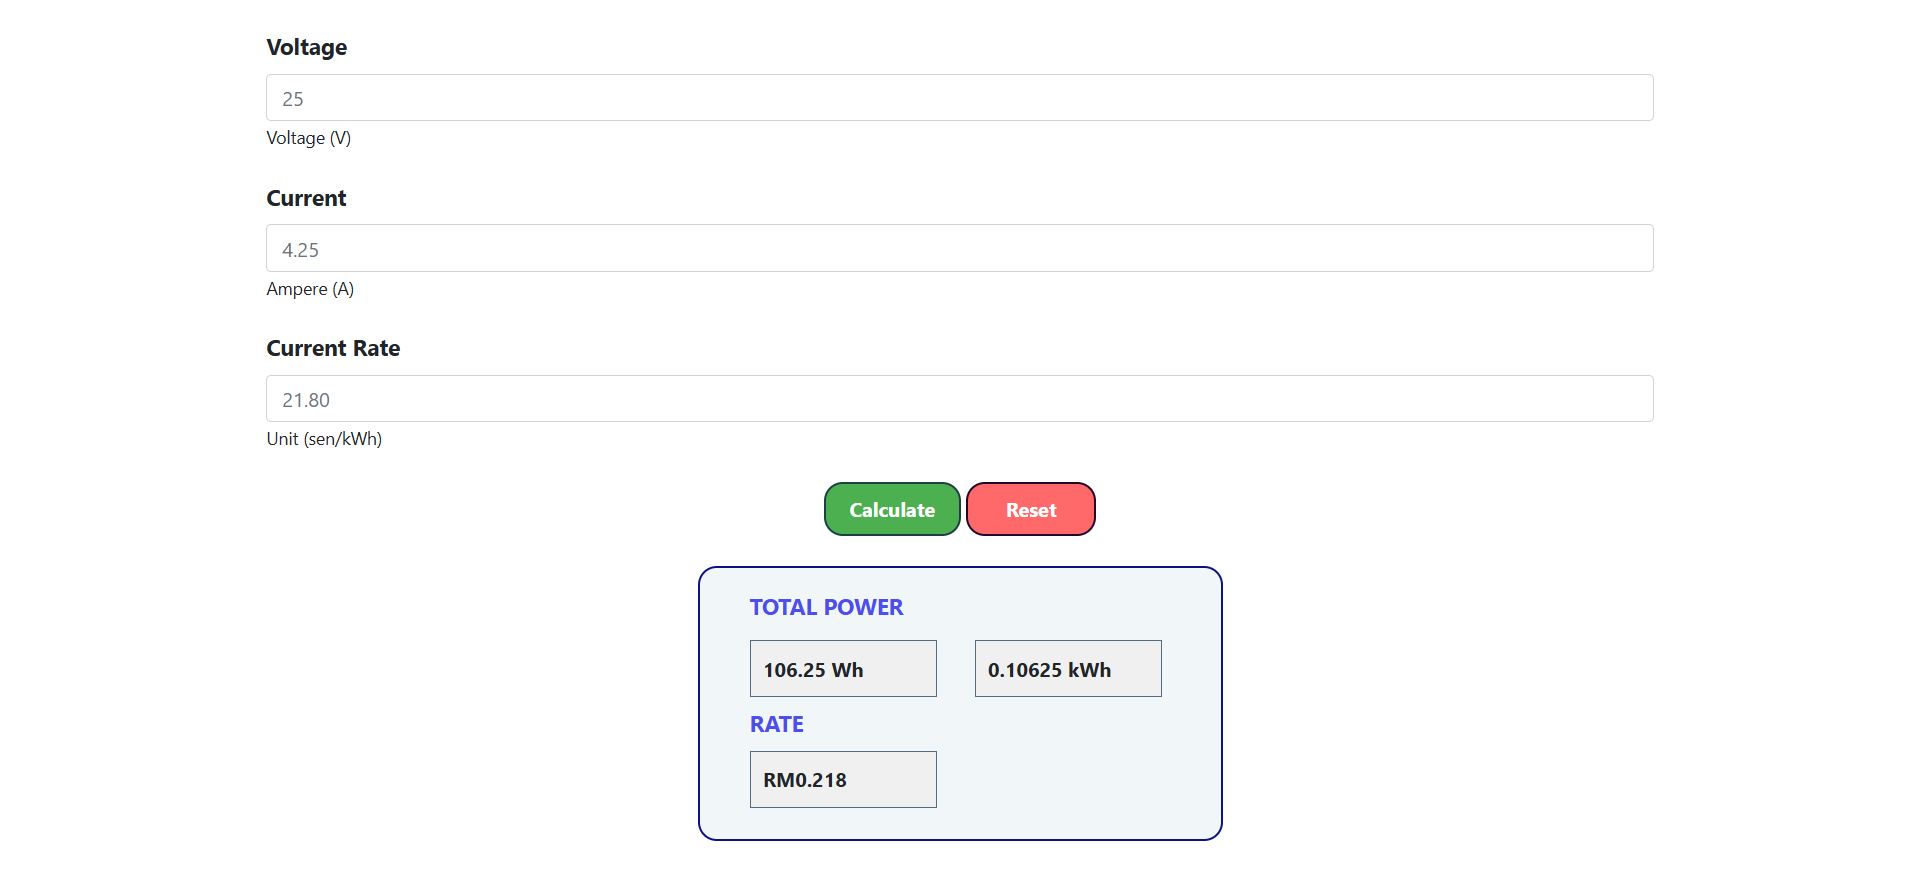 Voltage
25
Voltage (V)
Current
4.25
Ampere (A)
Current Rate
21.80
Unit (sen/kWh)
Calculate Reset
TOTAL POWER
106.25 Wh 0.10625 kWh
RATE
RM0.218